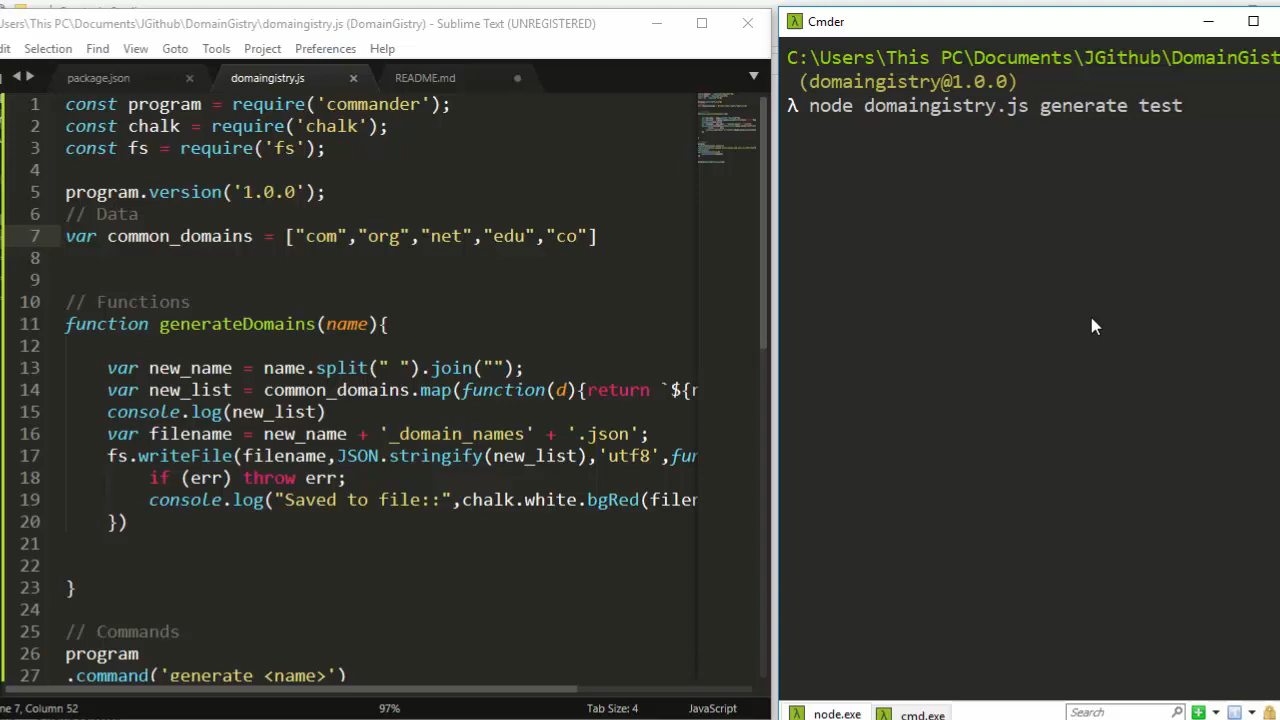 Users\This PC\Documents\JGithub\DomainGistry\domaingistry.js (DomainGistry) - Sublime Text (UNREGISTERED)
Selection Find View Goto Tools Project Preferences Help
package.json domaingistry.js README.md
1 const program = require('commander');
2 const chalk = require('chalk');
3 const fs = require('fs');
4
5 program.version('1.0.0');
6 // Data
7 var common_domains = ["com","org","net","edu","co"]
8
9
10 // Functions
11 function generateDomains(name){
12
13 var new_name = name.split(" ").join("");
14 var new_list = common_domains.map(function(d){return `${
15 console.log(new_list)
16 var filename = new_name + '_domain_names' + '.json';
17 fs.writeFile(filename,JSON.stringify(new_list),'utf8',fun
18 if (err) throw err;
19 console.log("Saved to file::",chalk.white.bgRed(filen
20 })
21
22
23 }
24
25 // Commands
26 program
27 .command('generate <name>')
ne 7, Column 52 97% Tab Size: 4 JavaScript
Cmder
C:\Users\This PC\Documents\JGithub\DomainGist
(domaingistry@1.0.0)
λ node domaingistry.js generate test
node.exe cmd.exe Search